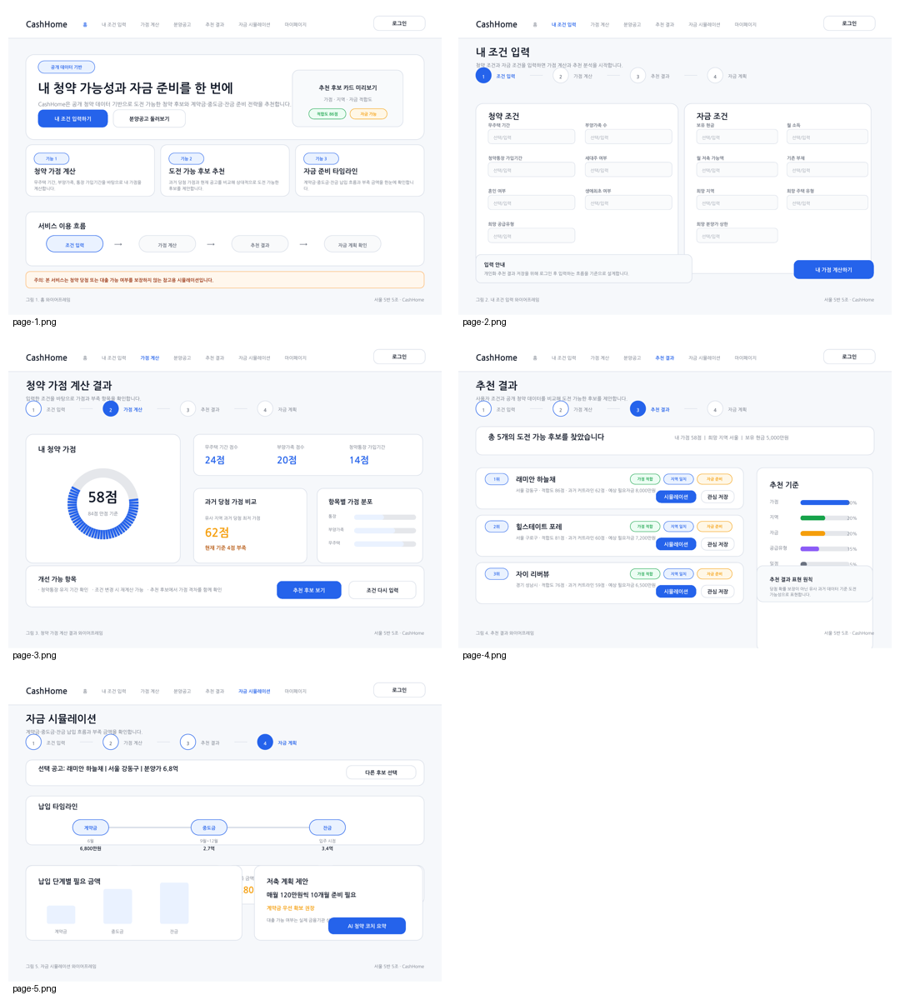 CashHome 홈 내 조건 입력 가점 계산 분양공고 추천 결과 자금 시뮬레이션 마이페이지 로그인
공개 데이터 기반
내 청약 가능성과 자금 준비를 한 번에
CashHome은 공개 청약 데이터 기반으로 도전 가능한 청약 후보와 계약금·중도금·잔금 준비 전략을 추천합니다.
내 조건 입력하기 분양공고 둘러보기
추천 후보 카드 미리보기
가점 · 지역 · 자금 적합도
적합도 86점 자금 가능
기능 1
청약 가점 계산
무주택 기간, 부양가족, 통장 가입기간을 바탕으로 내 가점을
계산합니다.
기능 2
도전 가능 후보 추천
과거 당첨 가점과 현재 공고를 비교해 상대적으로 도전 가능한
후보를 제안합니다.
기능 3
자금 준비 타임라인
계약금·중도금·잔금 납입 흐름과 부족 금액을 한눈에 확인합니
다.
서비스 이용 흐름
조건 입력 → 가점 계산 → 추천 결과 → 자금 계획 확인
주의: 본 서비스는 청약 당첨 또는 대출 가능 여부를 보장하지 않는 참고용 시뮬레이션입니다.
그림 1. 홈 와이어프레임 서울 5반 5조 · CashHome
page-1.png
CashHome 홈 내 조건 입력 가점 계산 분양공고 추천 결과 자금 시뮬레이션 마이페이지 로그인
내 조건 입력
청약 조건과 자금 조건을 입력하면 가점 계산과 추천 분석을 시작합니다.
1 조건 입력 2 가점 계산 3 추천 결과 4 자금 계획
청약 조건
무주택 기간 부양가족 수
선택/입력 선택/입력
청약통장 가입기간 세대주 여부
선택/입력 선택/입력
혼인 여부 생애최초 여부
선택/입력 선택/입력
희망 공급유형
선택/입력
자금 조건
보유 현금 월 소득
선택/입력 선택/입력
월 저축 가능액 기존 부채
선택/입력 선택/입력
희망 지역 희망 주택 유형
선택/입력 선택/입력
희망 분양가 상한
선택/입력
입력 안내
개인화 추천 결과 저장을 위해 로그인 후 입력하는 흐름을 기준으로 설계합니다.
내 가점 계산하기
그림 2. 내 조건 입력 와이어프레임 서울 5반 5조 · CashHome
page-2.png
CashHome 홈 내 조건 입력 가점 계산 분양공고 추천 결과 자금 시뮬레이션 마이페이지 로그인
청약 가점 계산 결과
입력한 조건을 바탕으로 가점과 부족 항목을 확인합니다.
1 조건 입력 2 가점 계산 3 추천 결과 4 자금 계획
내 청약 가점
58점
84점 만점 기준
무주택 기간 점수 부양가족 점수 청약통장 가입기간
24점 20점 14점
과거 당첨 가점 비교
유사 지역 과거 당첨 최저 가점
62점
현재 기준 4점 부족
항목별 가점 분포
통장
부양가족
무주택
개선 가능 항목
· 청약통장 유지 기간 확인 · 조건 변경 시 재계산 가능 · 추천 후보에서 가점 격차를 함께 확인
추천 후보 보기 조건 다시 입력
그림 3. 청약 가점 계산 결과 와이어프레임 서울 5반 5조 · CashHome
page-3.png
CashHome 홈 내 조건 입력 가점 계산 분양공고 추천 결과 자금 시뮬레이션 마이페이지 로그인
추천 결과
사용자 조건과 공개 청약 데이터를 비교해 도전 가능한 후보를 제안합니다.
1 조건 입력 2 가점 계산 3 추천 결과 4 자금 계획
총 5개의 도전 가능 후보를 찾았습니다
내 가점 58점 | 희망 지역 서울 | 보유 현금 5,000만원
1위 래미안 하늘채 가점 적합 지역 일치 자금 준비
서울 강동구 · 적합도 86점 · 과거 커트라인 62점 · 예상 필요자금 8,000만원
시뮬레이션 관심 저장
2위 힐스테이트 포레 가점 적합 지역 일치 자금 준비
서울 구로구 · 적합도 81점 · 과거 커트라인 60점 · 예상 필요자금 7,200만원
시뮬레이션 관심 저장
3위 자이 리버뷰 가점 적합 지역 일치 자금 준비
경기 성남시 · 적합도 76점 · 과거 커트라인 59점 · 예상 필요자금 6,500만원
시뮬레이션 관심 저장
추천 기준
가점 0%
지역 20%
자금 20%
공급유형 15%
일정 5%
추천 결과 표현 원칙
당첨 확률 보장이 아닌 유사 과거 데이터 기준 도전
가능성으로 표현합니다.
그림 4. 추천 결과 와이어프레임 서울 5반 5조 · CashHome
page-4.png
CashHome 홈 내 조건 입력 가점 계산 분양공고 추천 결과 자금 시뮬레이션 마이페이지 로그인
자금 시뮬레이션
계약금·중도금·잔금 납입 흐름과 부족 금액을 확인합니다.
1 조건 입력 2 가점 계산 3 추천 결과 4 자금 계획
선택 공고: 래미안 하늘채 | 서울 강동구 | 분양가 6.8억
다른 후보 선택
납입 타임라인
계약금 중도금 잔금
8월 9월~12월 입주 시점
6,800만원 2.7억 3.4억
납입 단계별 필요 금액
계약금 중도금 잔금
금액
80
저축 계획 제안
매월 120만원씩 10개월 준비 필요
계약금 우선 확보 권장
대출 가능 여부는 실제 금융기관
AI 청약 코치 요약
그림 5. 자금 시뮬레이션 와이어프레임 서울 5반 5조 · CashHome
page-5.png